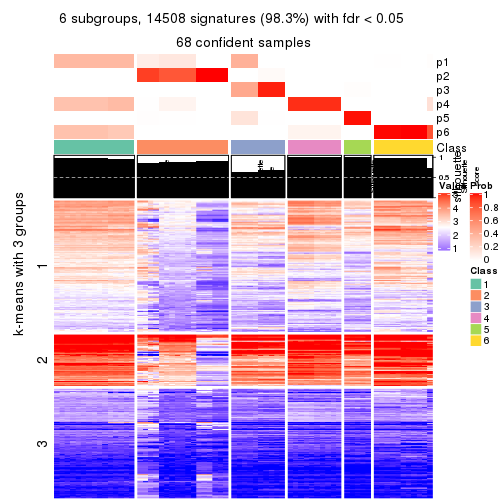 6 subgroups, 14508 signatures (98.3%) with fdr < 0.05
68 confident samples
p1
p2
p3
p4
p5
p6
Class
1
0.5
silhouette
score
k-means with 3 groups
1
2
3
Value
4
3
2
1
Prob
1
0.8
0.6
0.4
0.2
0
Class
1
2
3
4
5
6